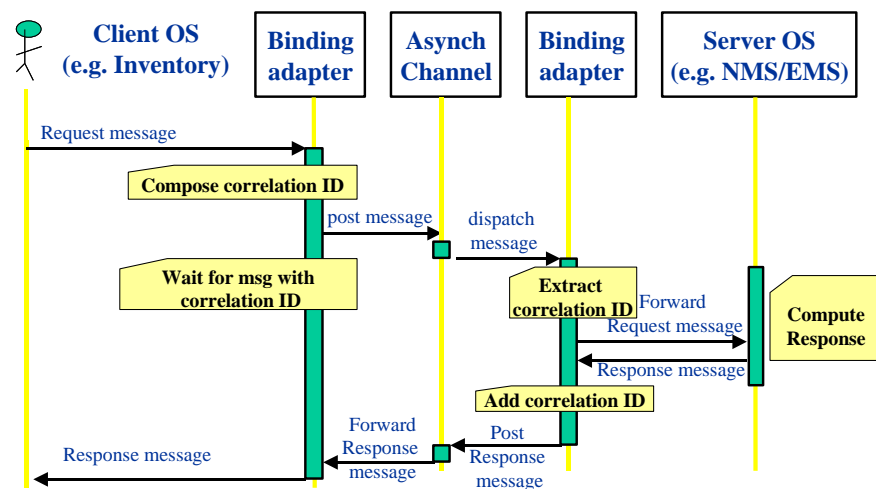 Client OS
(e.g. Inventory)
Binding
adapter
Asynch
Channel
Binding
adapter
Server OS
(e.g. NMS/EMS)
Request message
Compose correlation ID
post message
dispatch
message
Wait for msg with
correlation ID
Extract
correlation ID
Forward
Request message
Compute
Response
Response message
Add correlation ID
Post
Response
message
Forward
Response
message
Response message